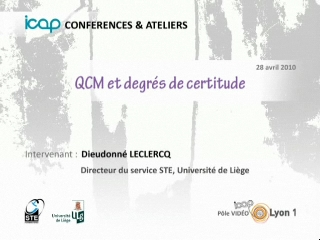 icap CONFERENCES & ATELIERS
28 avril 2010
QCM et degrés de certitude
Intervenant : Dieudonné LECLERCQ
Directeur du service STE, Université de Liège
STE
Université
de Liège
icap
Pôle VIDÉO
Lyon 1